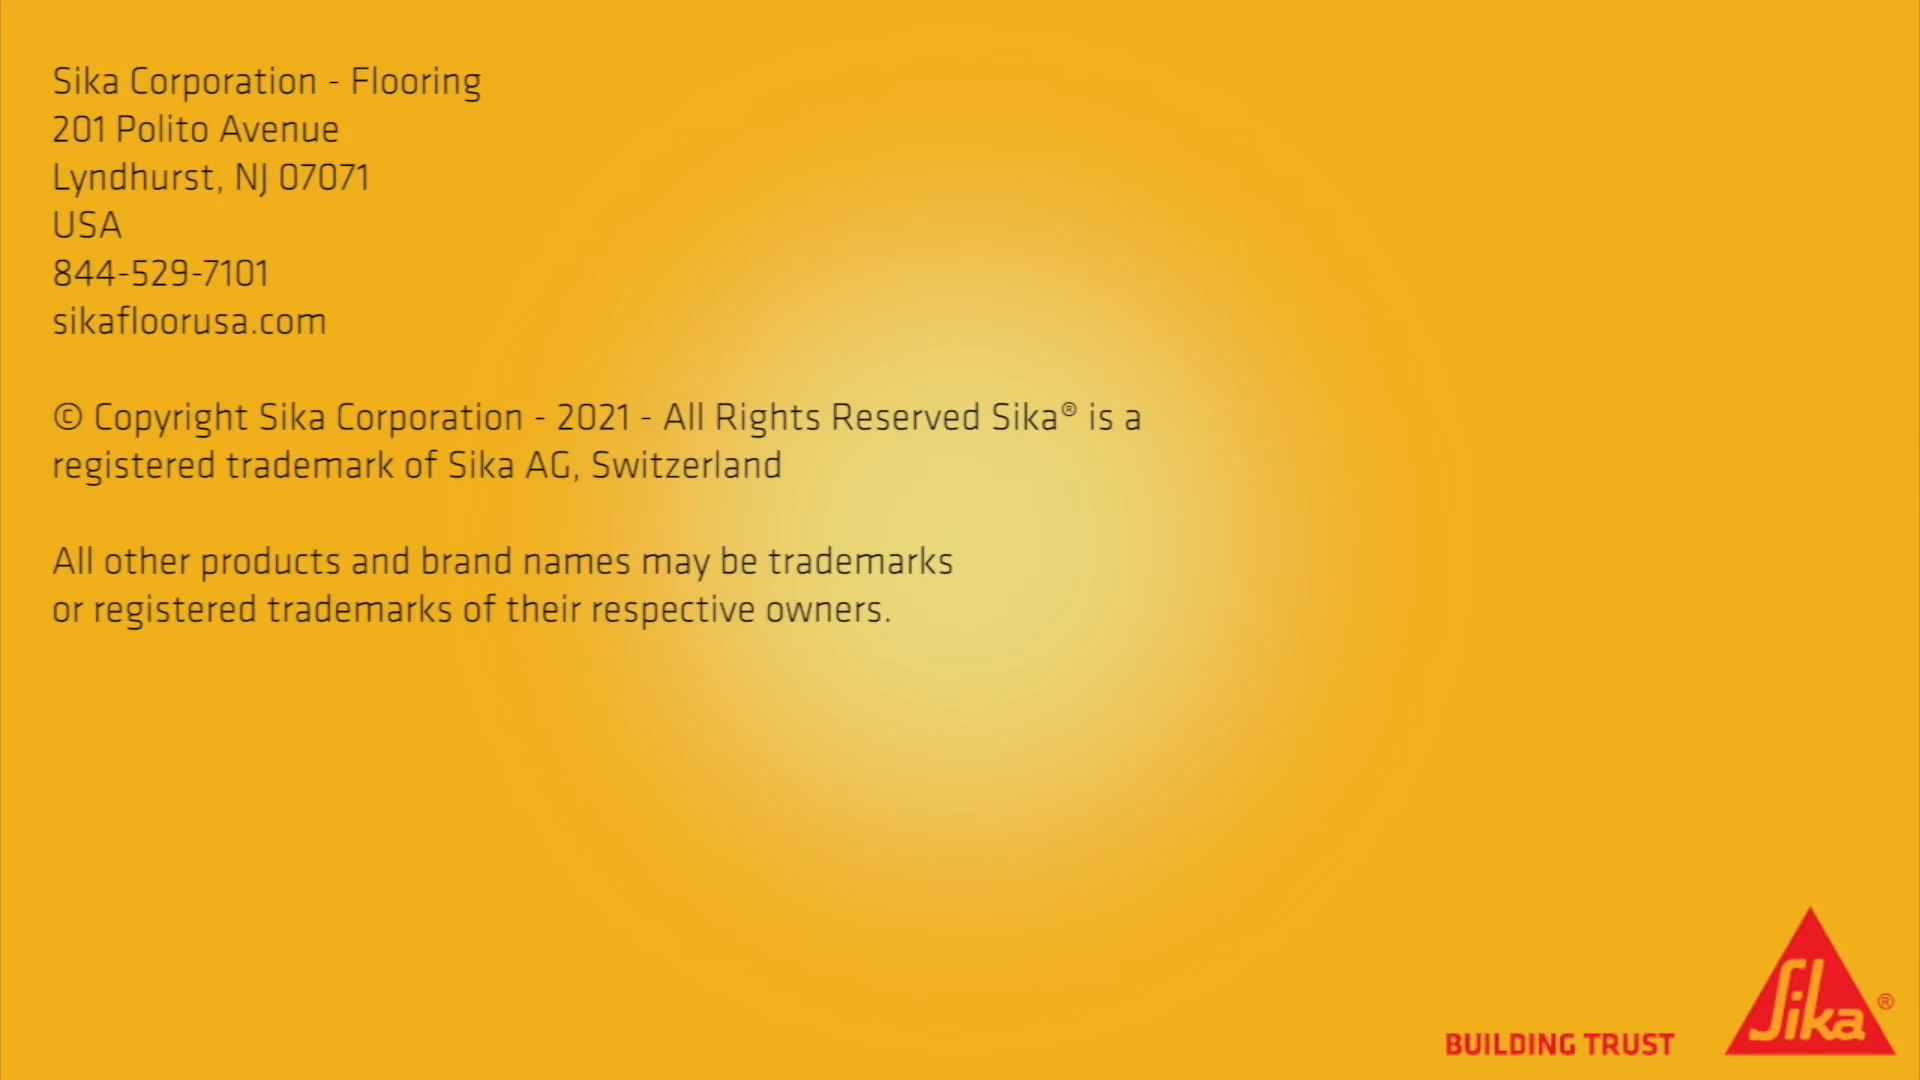 Sika Corporation - Flooring
201 Polito Avenue
Lyndhurst, NJ 07071
USA
844-529-7101
sikafloorusa.com
© Copyright Sika Corporation - 2021 - All Rights Reserved Sika® is a
registered trademark of Sika AG, Switzerland
All other products and brand names may be trademarks
or registered trademarks of their respective owners.
BUILDING TRUST
Sika®